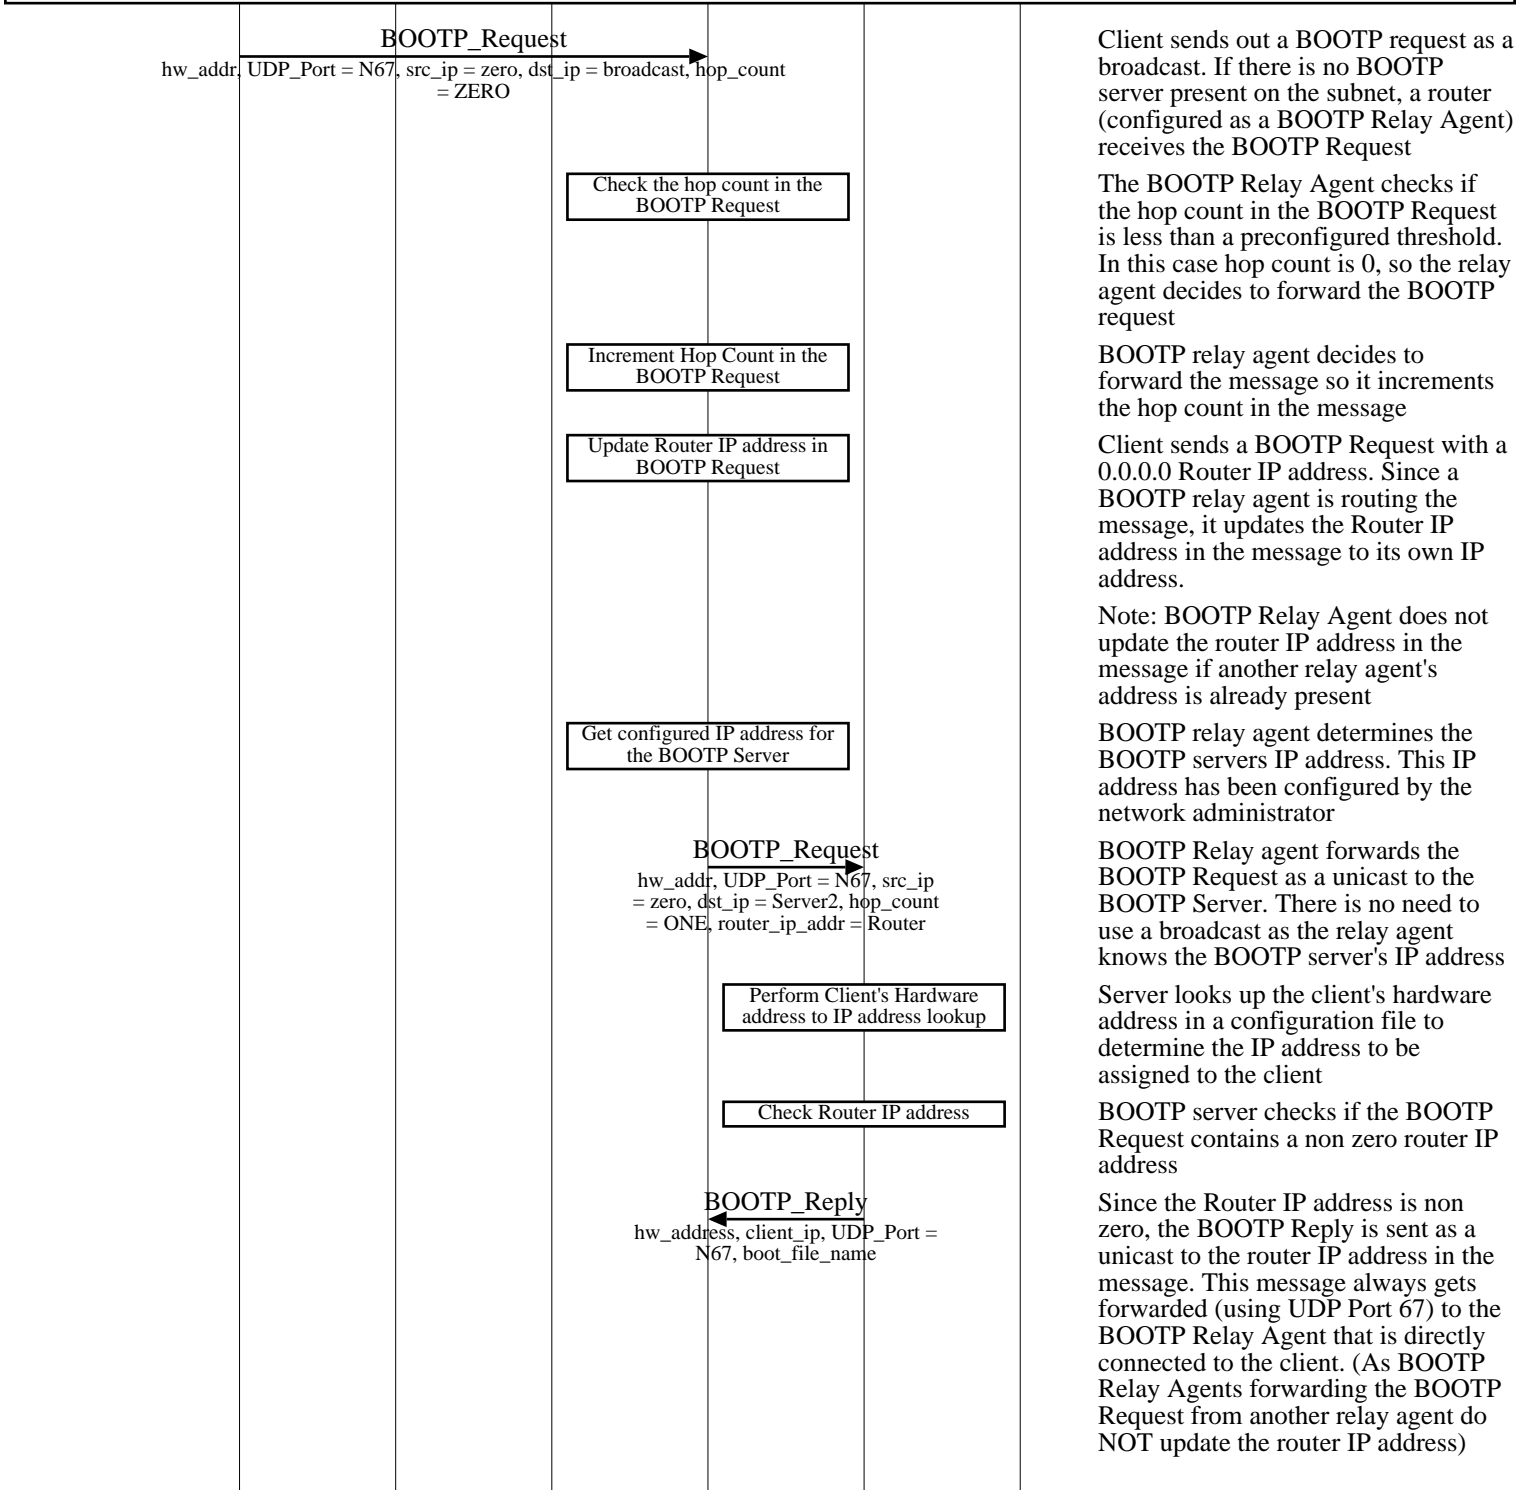 BOOTP_Request
hw_addr, UDP_Port = N67, src_ip = zero, dst_ip = broadcast, hop_count
= ZERO
Client sends out a BOOTP request as a
broadcast. If there is no BOOTP
server present on the subnet, a router
(configured as a BOOTP Relay Agent)
receives the BOOTP Request
Check the hop count in the
BOOTP Request
The BOOTP Relay Agent checks if
the hop count in the BOOTP Request
is less than a preconfigured threshold.
In this case hop count is 0, so the relay
agent decides to forward the BOOTP
request
Increment Hop Count in the
BOOTP Request
BOOTP relay agent decides to
forward the message so it increments
the hop count in the message
Update Router IP address in
BOOTP Request
Client sends a BOOTP Request with a
0.0.0.0 Router IP address. Since a
BOOTP relay agent is routing the
message, it updates the Router IP
address in the message to its own IP
address.
Note: BOOTP Relay Agent does not
update the router IP address in the
message if another relay agent's
address is already present
Get configured IP address for
the BOOTP Server
BOOTP relay agent determines the
BOOTP servers IP address. This IP
address has been configured by the
network administrator
BOOTP_Request
hw_addr, UDP_Port = N67, src_ip
= zero, dst_ip = Server2, hop_count
= ONE, router_ip_addr = Router
BOOTP Relay agent forwards the
BOOTP Request as a unicast to the
BOOTP Server. There is no need to
use a broadcast as the relay agent
knows the BOOTP server's IP address
Perform Client's Hardware
address to IP address lookup
Server looks up the client's hardware
address in a configuration file to
determine the IP address to be
assigned to the client
Check Router IP address
BOOTP server checks if the BOOTP
Request contains a non zero router IP
address
BOOTP_Reply
hw_address, client_ip, UDP_Port =
N67, boot_file_name
Since the Router IP address is non
zero, the BOOTP Reply is sent as a
unicast to the router IP address in the
message. This message always gets
forwarded (using UDP Port 67) to the
BOOTP Relay Agent that is directly
connected to the client. (As BOOTP
Relay Agents forwarding the BOOTP
Request from another relay agent do
NOT update the router IP address)